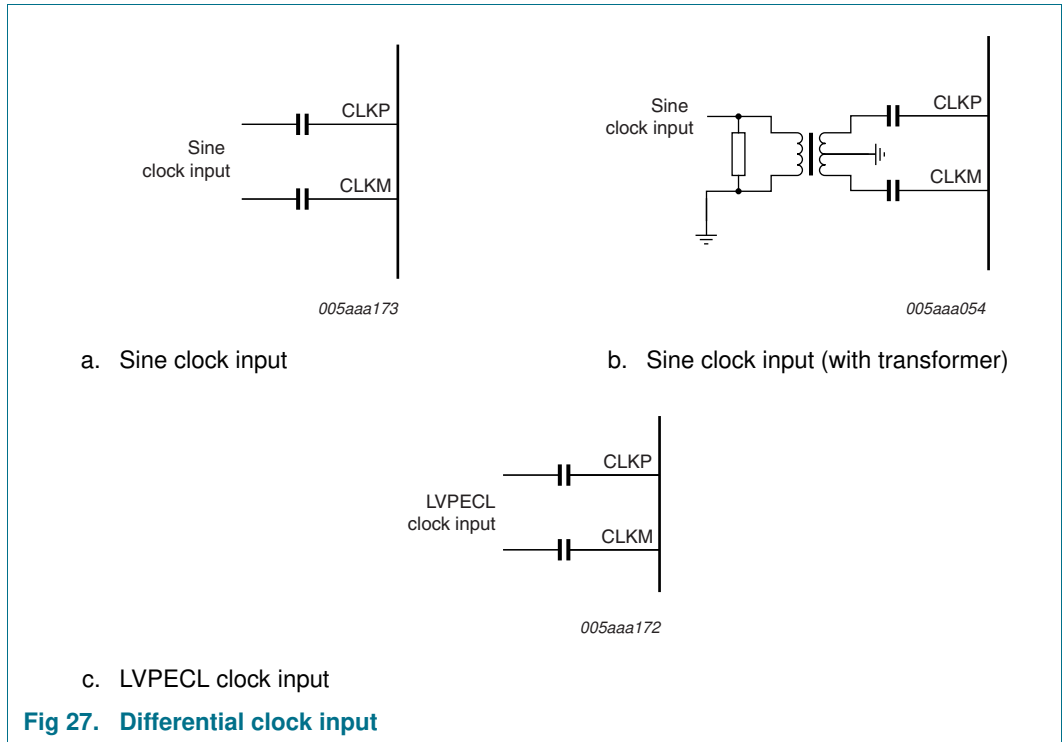 Sine
clock input
CLKP
CLKM
005aaa173
a. Sine clock input
Sine
clock input
CLKP
CLKM
005aaa054
b. Sine clock input (with transformer)
LVPECL
clock input
CLKP
CLKM
005aaa172
c. LVPECL clock input
Fig 27. Differential clock input